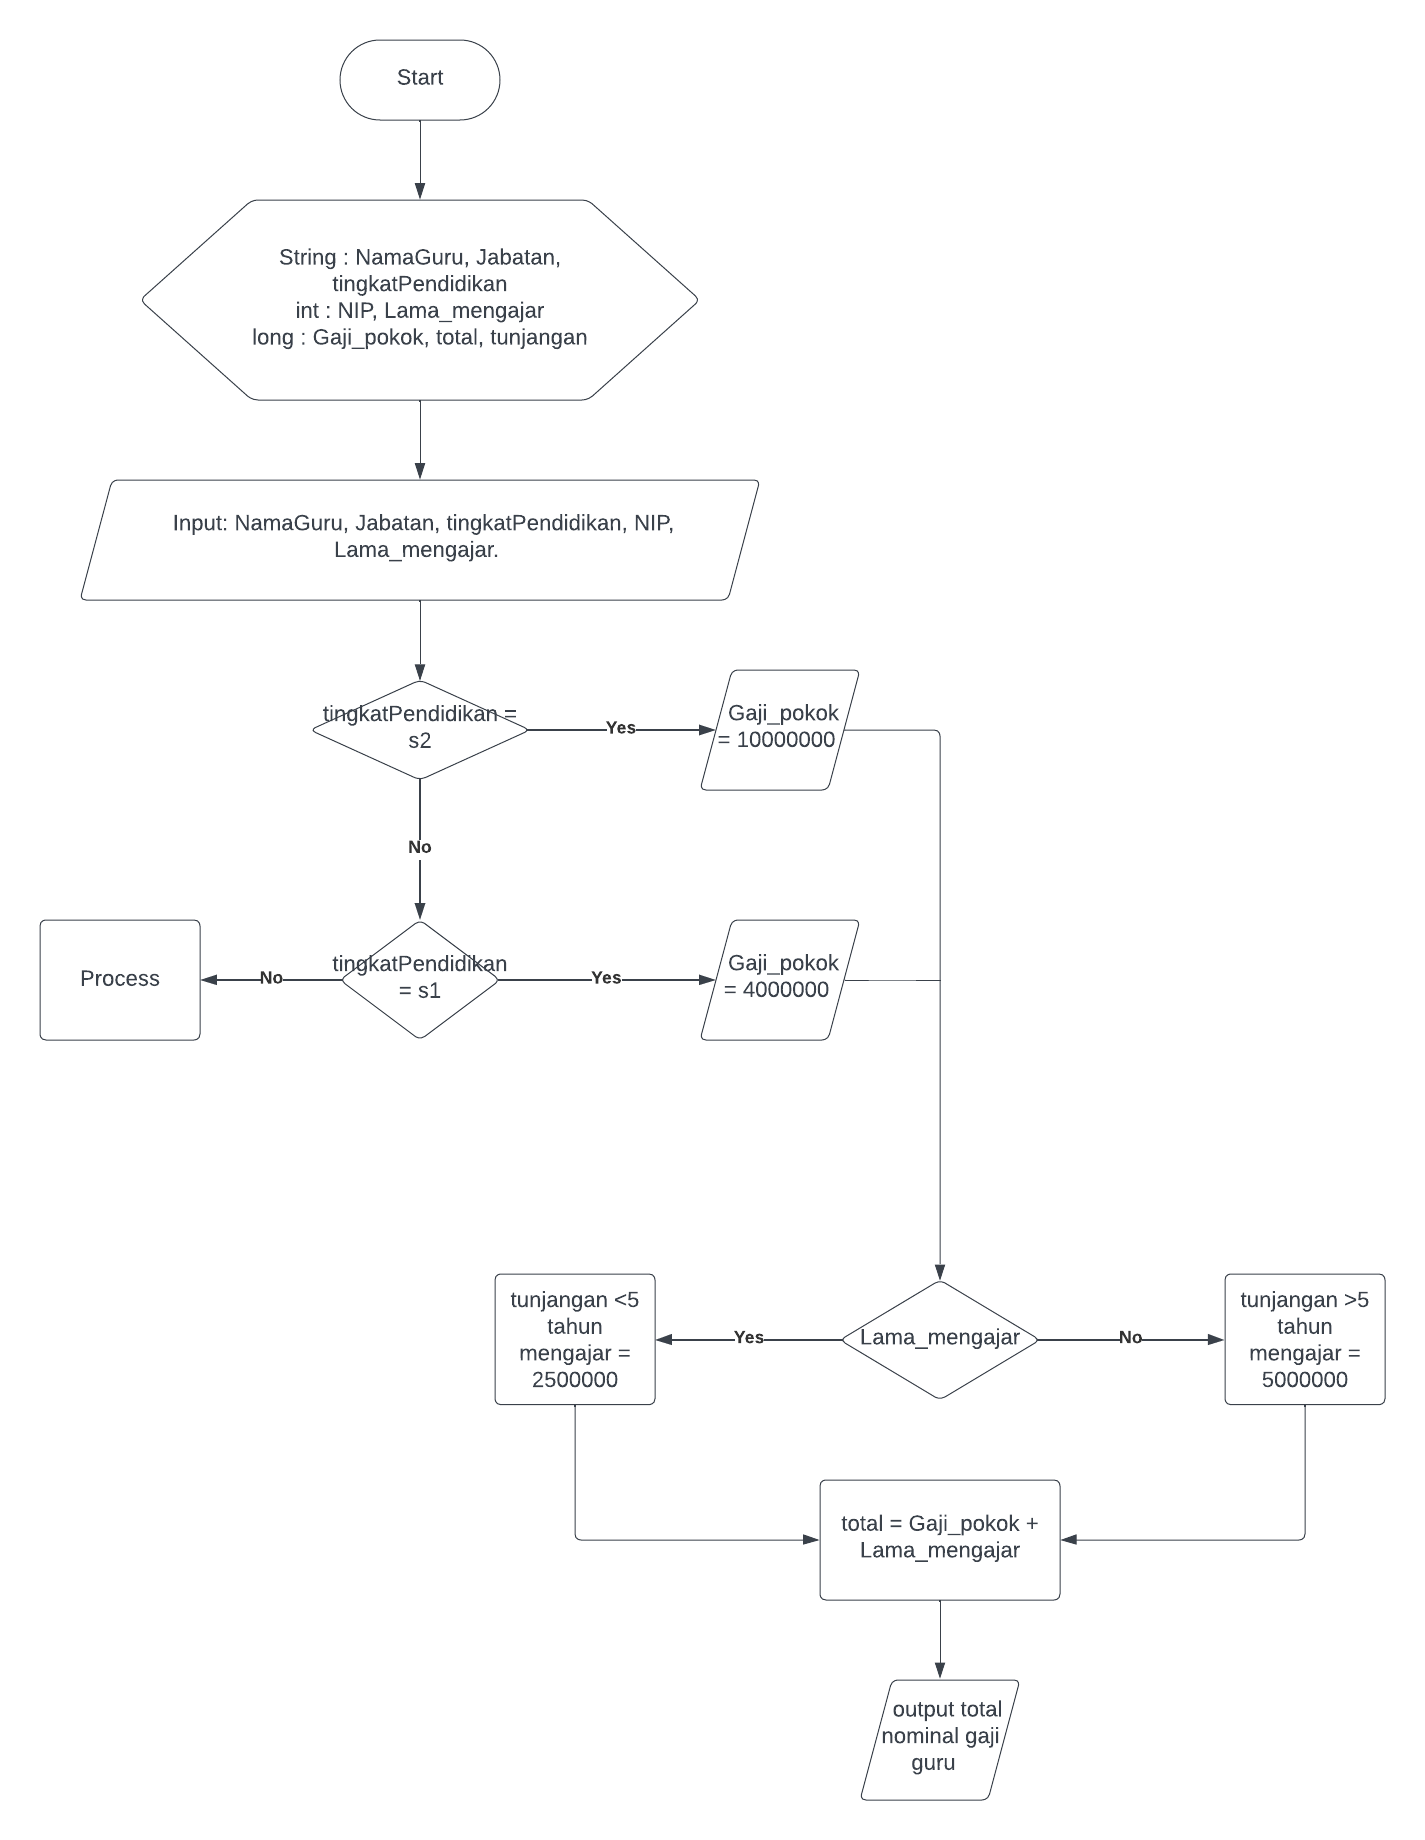 Start
String : NamaGuru, Jabatan,
tingkatPendidikan
int : NIP, Lama_mengajar
long : Gaji_pokok, total, tunjangan
Input: NamaGuru, Jabatan, tingkatPendidikan, NIP,
Lama_mengajar.
tingkatPendidikan =
s2
Yes
Gaji_pokok
= 10000000
No
Process
No
tingkatPendidikan
= s1
Yes
Gaji_pokok
= 4000000
tunjangan <5
tahun
mengajar =
2500000
Yes
Lama_mengajar
No
tunjangan >5
tahun
mengajar =
5000000
total = Gaji_pokok +
Lama_mengajar
output total
nominal gaji
guru